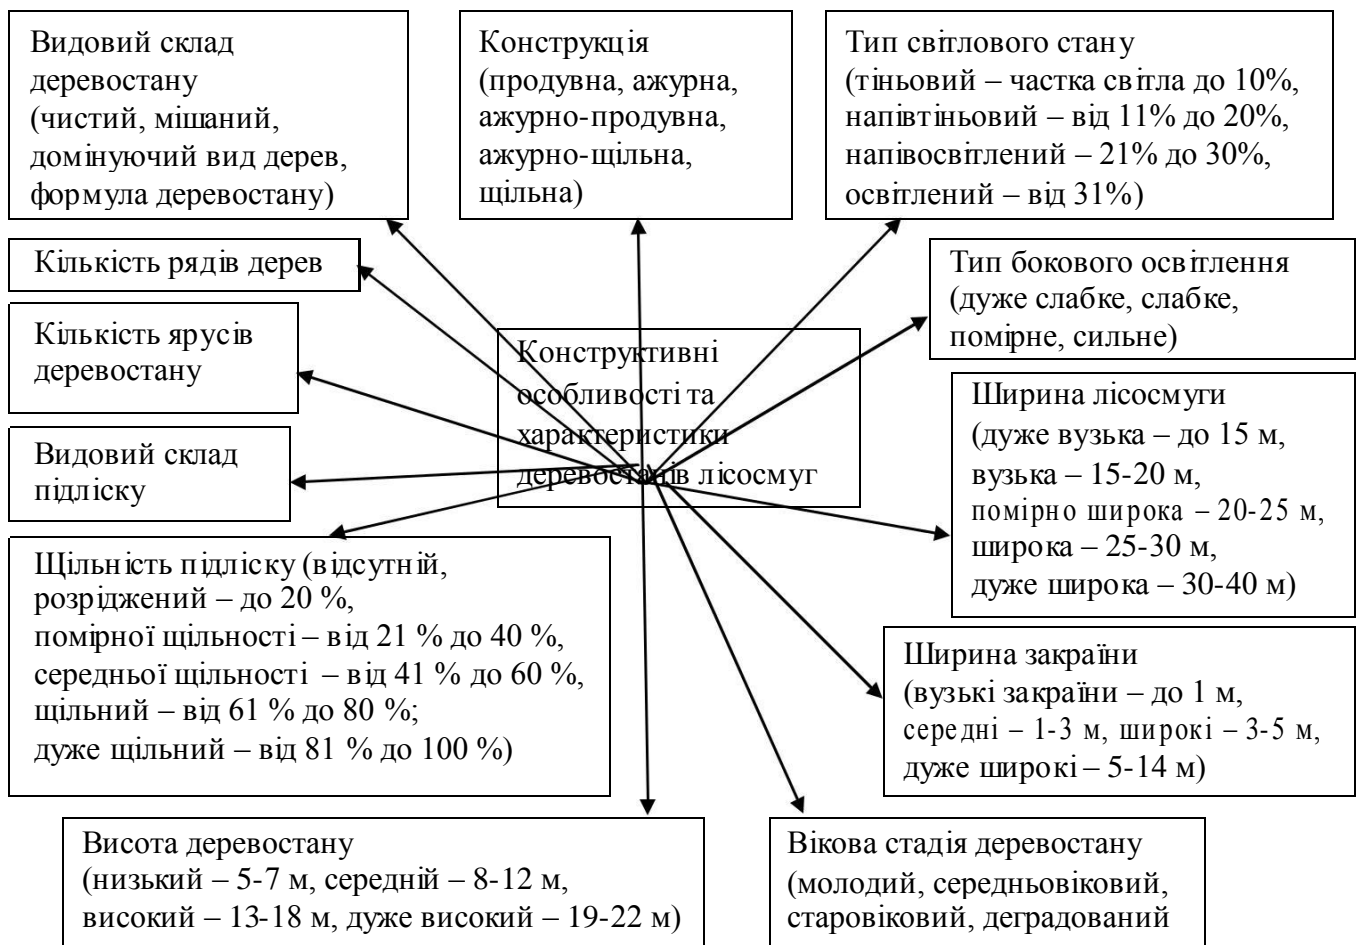 Видовий склад
деревостану
(чистий, мішаний,
домінуючий вид дерев,
формула деревостану)
Конструкція
(продувна, ажурна,
ажурно-продувна,
ажурно-щільна,
щільна)
Тип світлового стану
(тіньовий – частка світла до 10%,
напівтіньовий – від 11% до 20%,
напівосвітлений – 21% до 30%,
освітлений – від 31%)
Кількість рядів дерев
Тип бокового освітлення
(дуже слабке, слабке,
помірне, сильне)
Кількість ярусів
деревостану
Конструктивні
особливості та
характеристики
деревостанів лісосмуг
Ширина лісосмуги
(дуже вузька – до 15 м,
вузька – 15-20 м,
помірно широка – 20-25 м,
широка – 25-30 м,
дуже широка – 30-40 м)
Видовий склад
підліску
Щільність підліску (відсутній,
розріджений – до 20 %,
помірної щільності – від 21 % до 40 %,
середньої щільності – від 41 % до 60 %,
щільний – від 61 % до 80 %;
дуже щільний – від 81 % до 100 %)
Ширина закраїни
(вузькі закраїни – до 1 м,
середні – 1-3 м, широкі – 3-5 м,
дуже широкі – 5-14 м)
Висота деревостану
(низький – 5-7 м, середній – 8-12 м,
високий – 13-18 м, дуже високий – 19-22 м)
Вікова стадія деревостану
(молодий, середньовіковий,
старовіковий, деградований